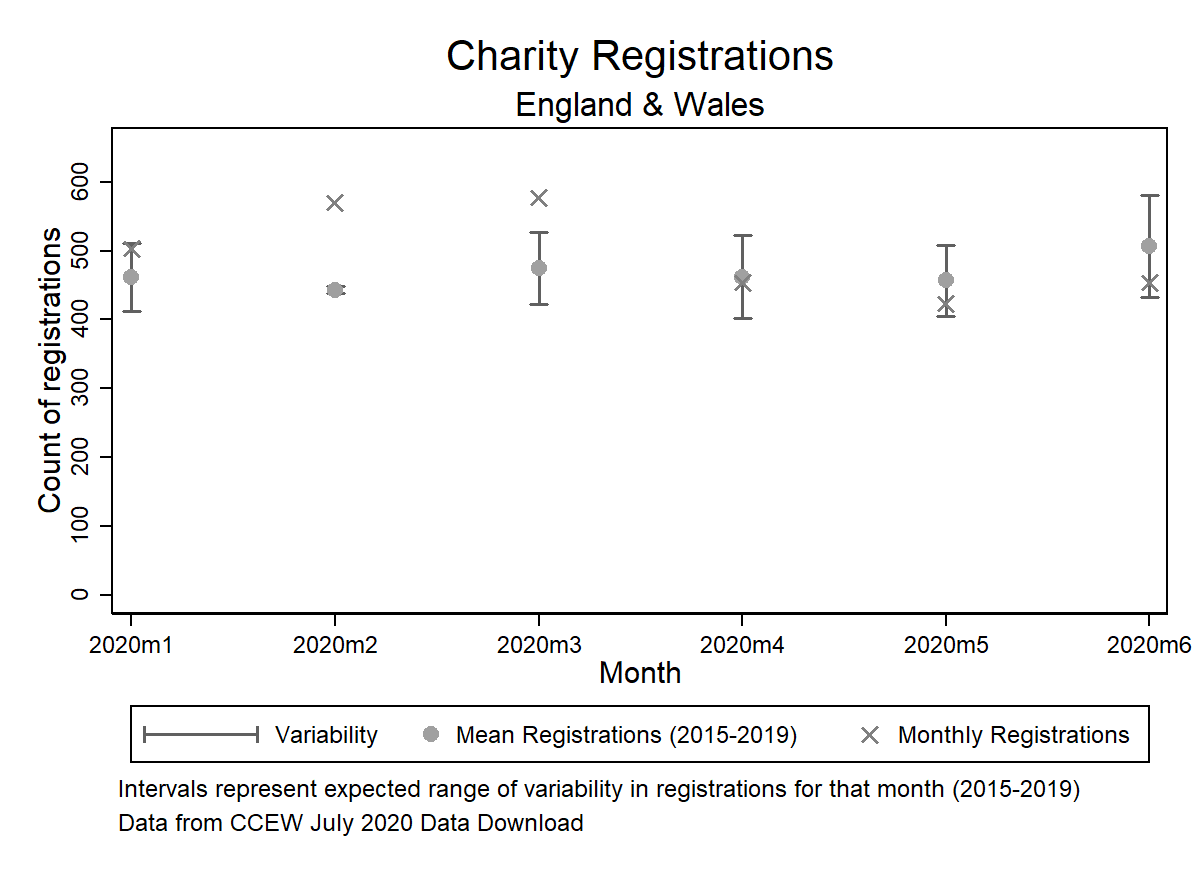 Charity Registrations
England & Wales
Count of registrations
600
500
400
300
200
100
0
2020m1 2020m2 2020m3 2020m4 2020m5 2020m6
Month
Variability Mean Registrations (2015-2019) Monthly Registrations
Intervals represent expected range of variability in registrations for that month (2015-2019)
Data from CCEW July 2020 Data Download